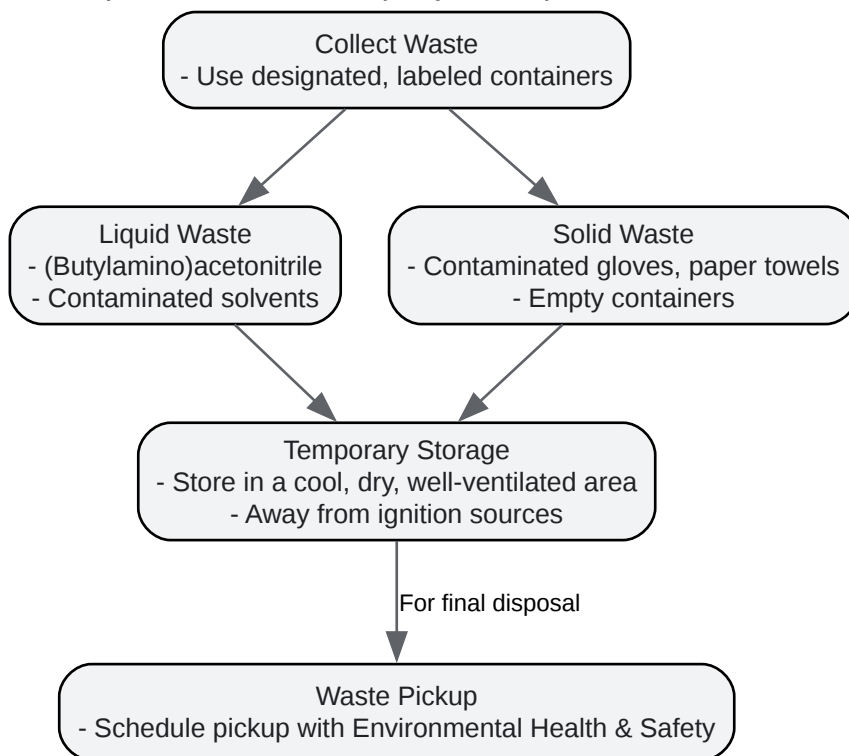 Collect Waste
- Use designated, labeled containers
Liquid Waste
- (Butylamino)acetonitrile
- Contaminated solvents
Solid Waste
- Contaminated gloves, paper towels
- Empty containers
Temporary Storage
- Store in a cool, dry, well-ventilated area
- Away from ignition sources
For final disposal
Waste Pickup
- Schedule pickup with Environmental Health & Safety